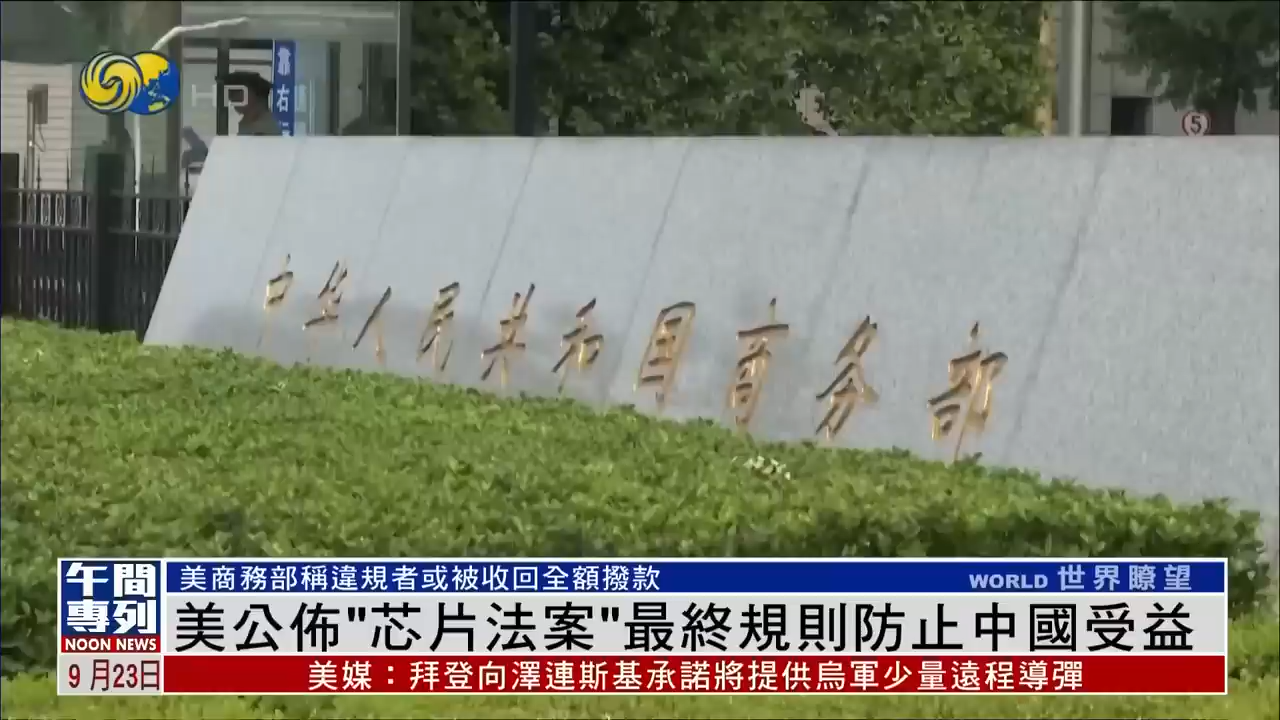 HD
靠右
⑤
中华人民共和国商务部
午間專列
NOON NEWS
美商務部稱違規者或被收回全額撥款
WORLD 世界瞭望
美公佈"芯片法案"最終規則防止中國受益
9月23日
美媒：拜登向澤連斯基承諾將提供烏軍少量遠程導彈